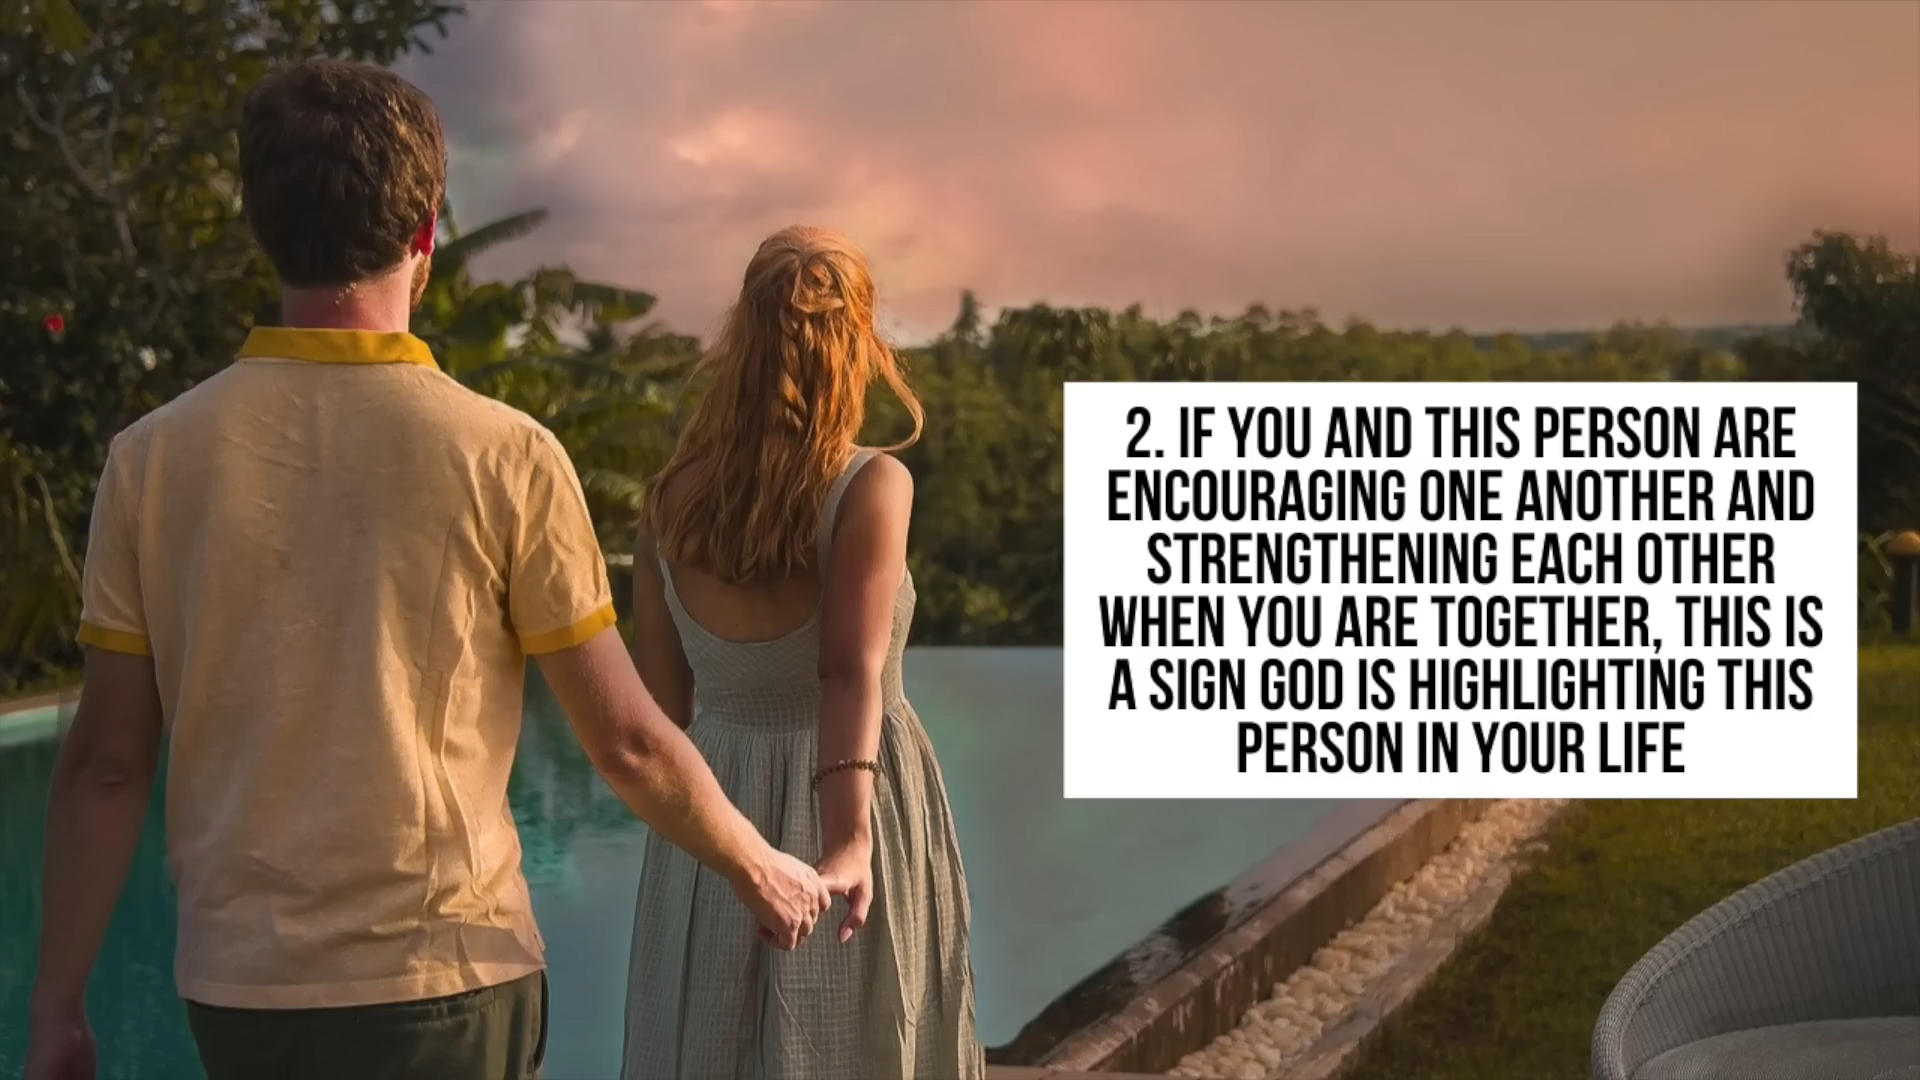 2. IF YOU AND THIS PERSON ARE
ENCOURAGING ONE ANOTHER AND
STRENGTHENING EACH OTHER
WHEN YOU ARE TOGETHER, THIS IS
A SIGN GOD IS HIGHLIGHTING THIS
PERSON IN YOUR LIFE